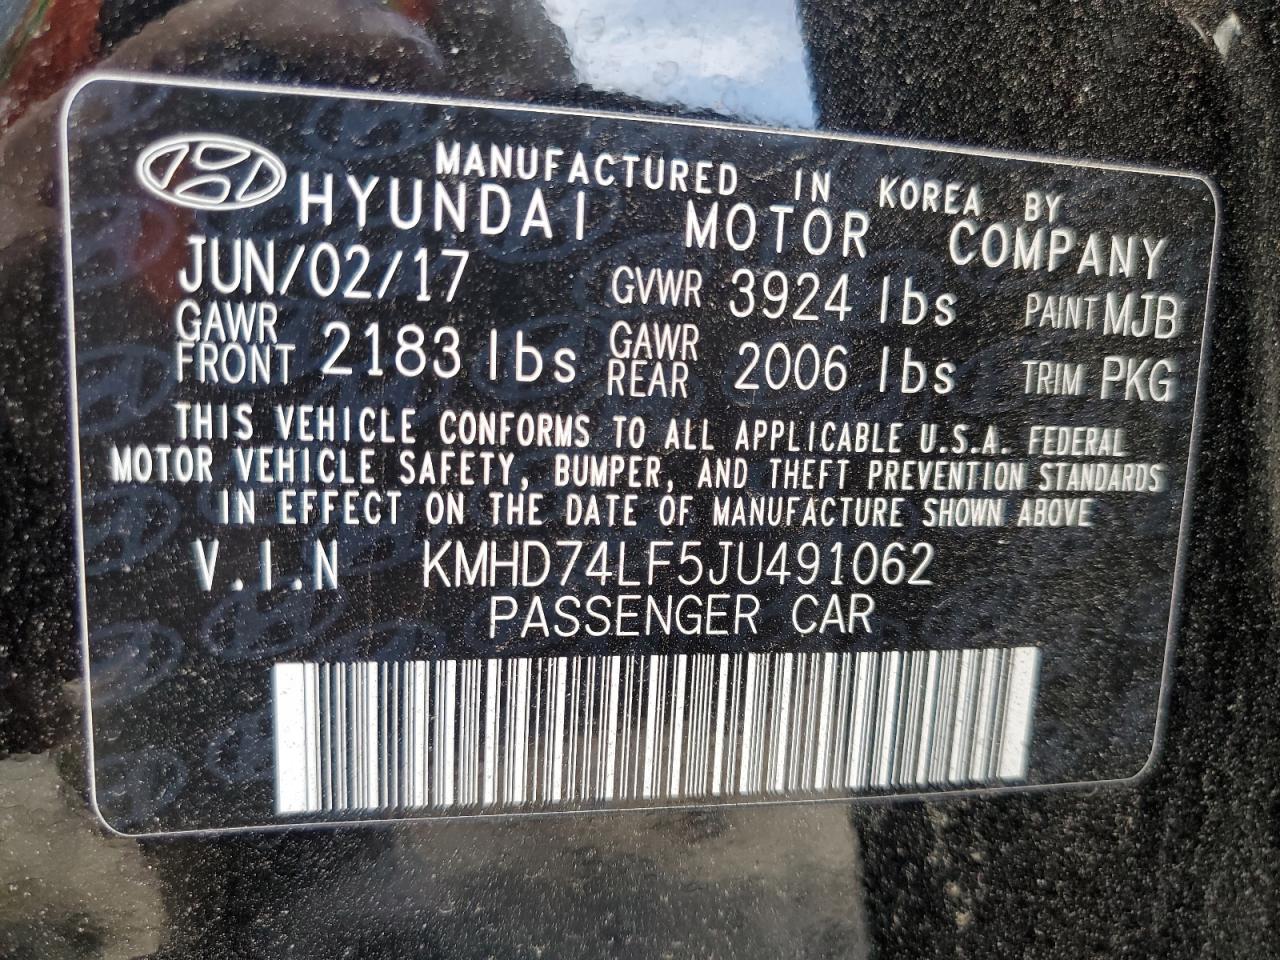 MANUFACTURED IN KOREA BY
HYUNDAI MOTOR COMPANY
JUN/02/17 GVWR 3924 lbs PAINT MJB
GAWR FRONT 2183 lbs GAWR REAR 2006 lbs TRIM PKG
THIS VEHICLE CONFORMS TO ALL APPLICABLE U.S.A. FEDERAL
MOTOR VEHICLE SAFETY, BUMPER, AND THEFT PREVENTION STANDARDS
IN EFFECT ON THE DATE OF MANUFACTURE SHOWN ABOVE
V.I.N KMHD74LF5JU491062
PASSENGER CAR